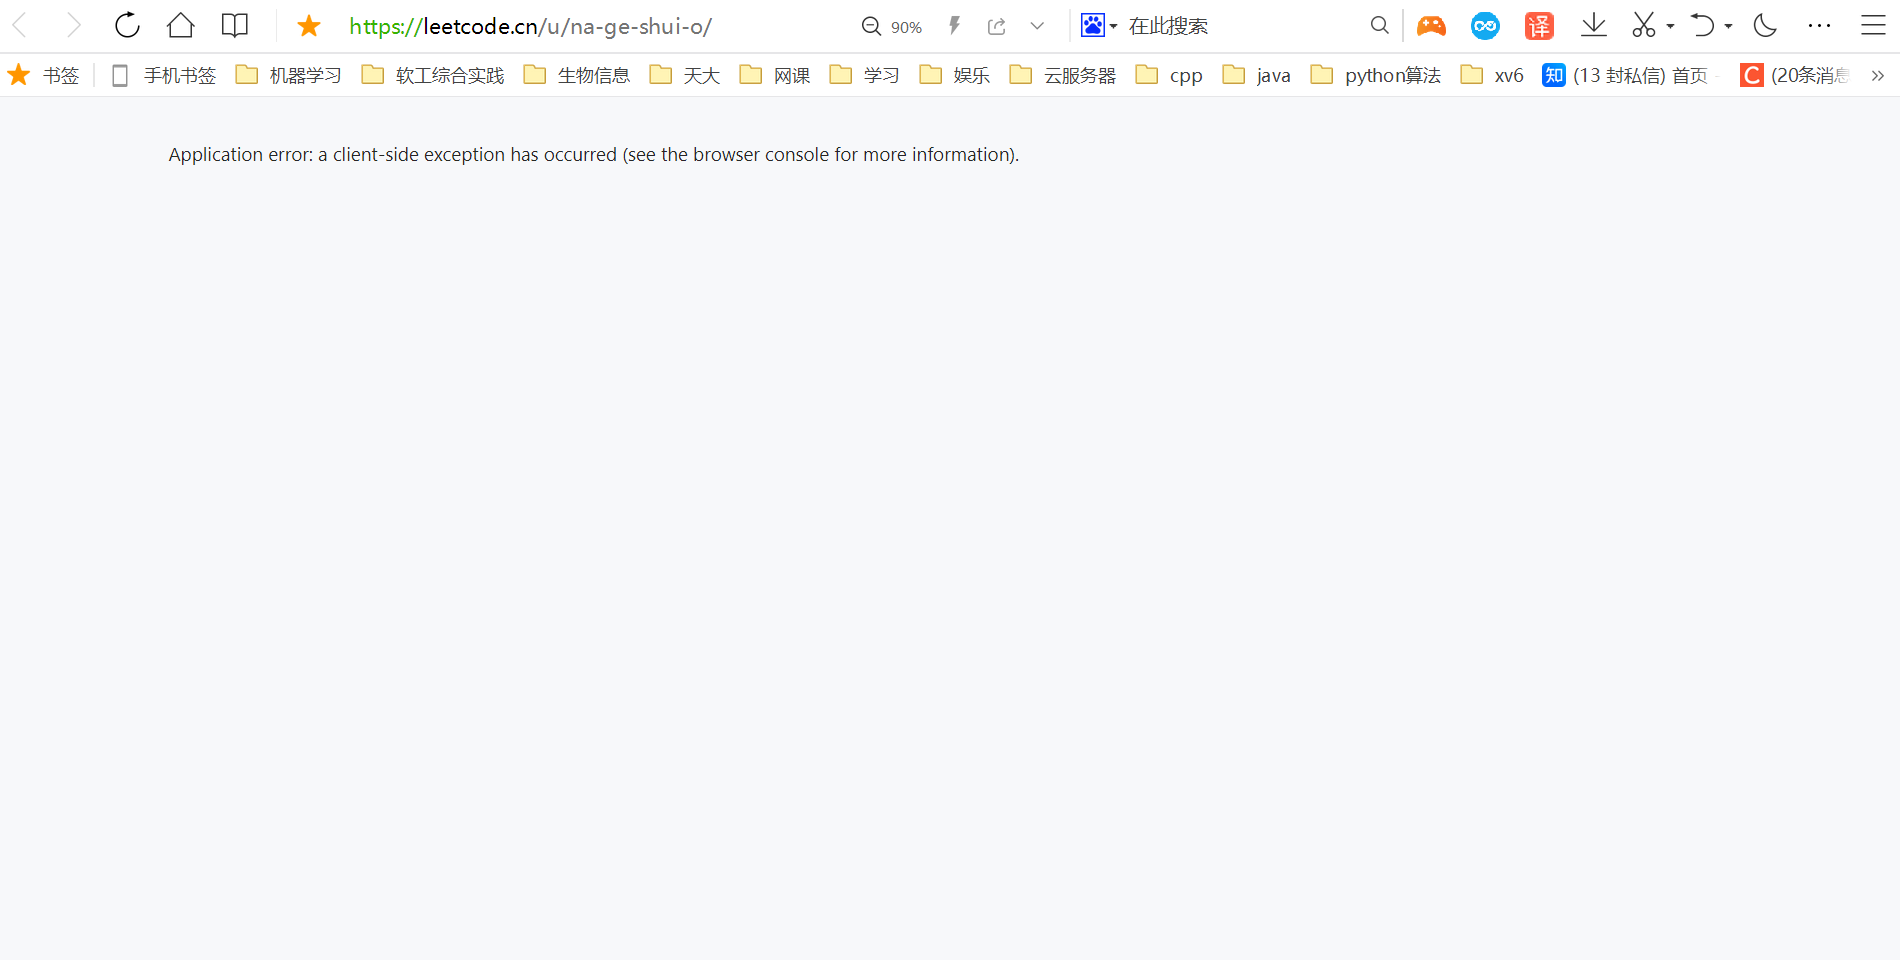 https://leetcode.cn/u/na-ge-shui-o/ 90% 在此搜索 译
书签 手机书签 机器学习 软工综合实践 生物信息 天大 网课 学习 娱乐 云服务器 cpp java python算法 xv6 知 (13 封私信) 首页 - C (20条消息
Application error: a client-side exception has occurred (see the browser console for more information).